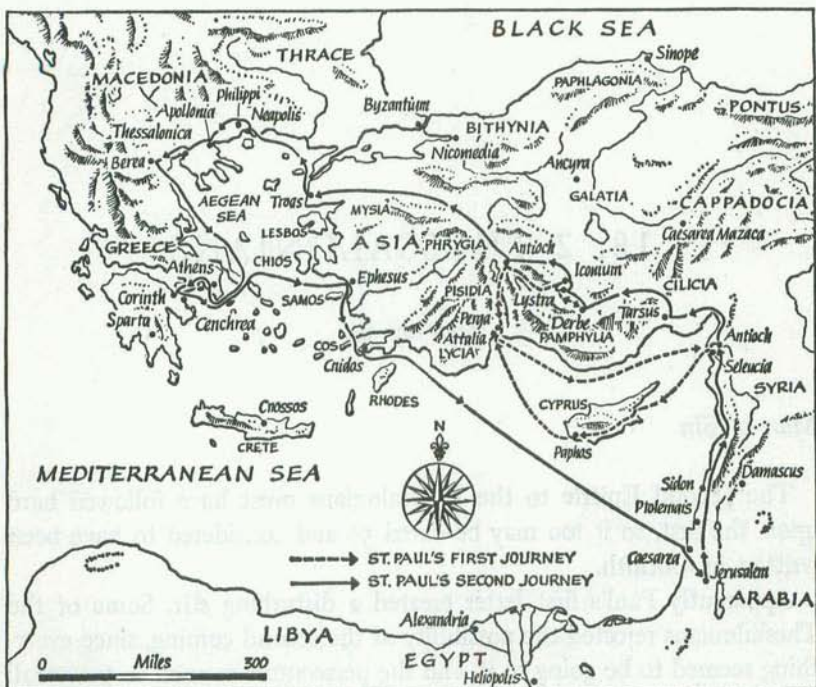 BLACK SEA
THRACE
Sinope
PAPHLAGONIA
MACEDONIA
Philippi
Apollonia
Neapolis
Byzantium
PONTUS
BITHYNIA
Thessalonica
Nicomedia
Berea
Ancyra
GALATIA
CAPPADOCIA
C?
Troas
AEGEAN
SEA
MYSIA
LESBOS
ASIA
PHRYGIA
Antioch
Caesarea Mazaca
GREECE
CHIOS
Athens
Iconium
Ephesus
CILICIA
PISIDIA
Corinth
Lystra
SAMOS
Tarsus
Sparta
Cenchrea
Perga
Derbe
Antioch
Attalia
PAMPHYLIA
COS
LYCIA
Seleucia
Cnidos
RHODES
CYPRUS
SYRIA
Cnossos
CRETE
Paphos
N
Damascus
MEDITERRANEAN SEA
Sidon
Ptolemais
ST. PAUL'S FIRST JOURNEY
Caesarea
ST. PAUL'S SECOND JOURNEY
Jerusalem
ARABIA
Alexandria
LIBYA
EGYPT
Miles 300
Heliopolis